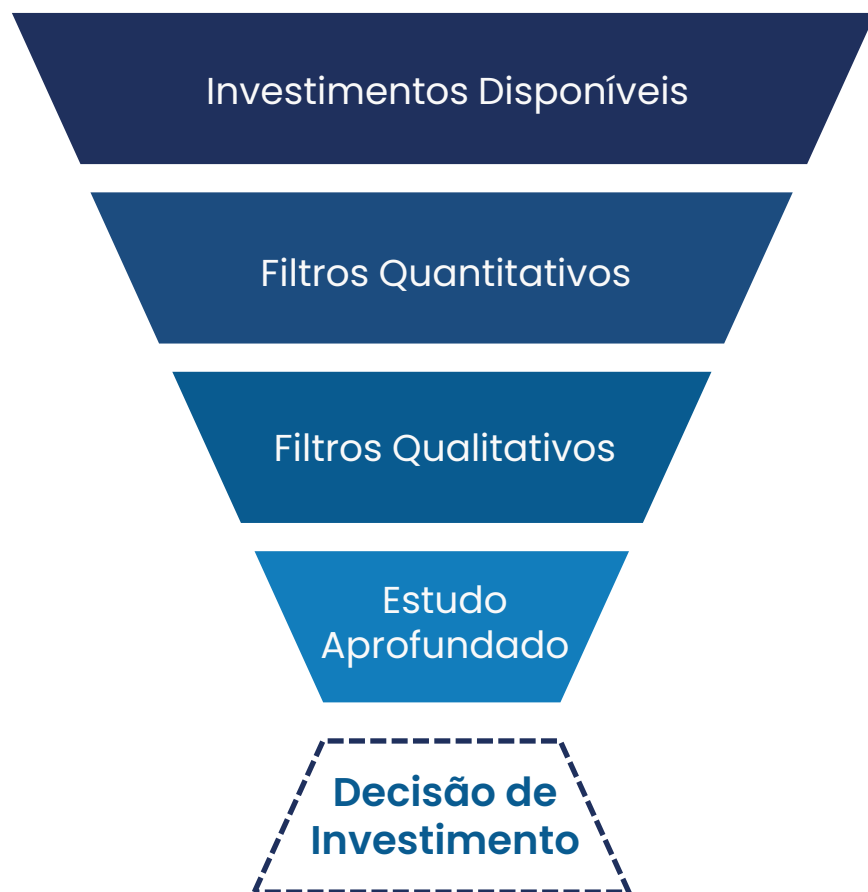 Investimentos Disponíveis
Filtros Quantitativos
Filtros Qualitativos
Estudo
Aprofundado
Decisão de
Investimento